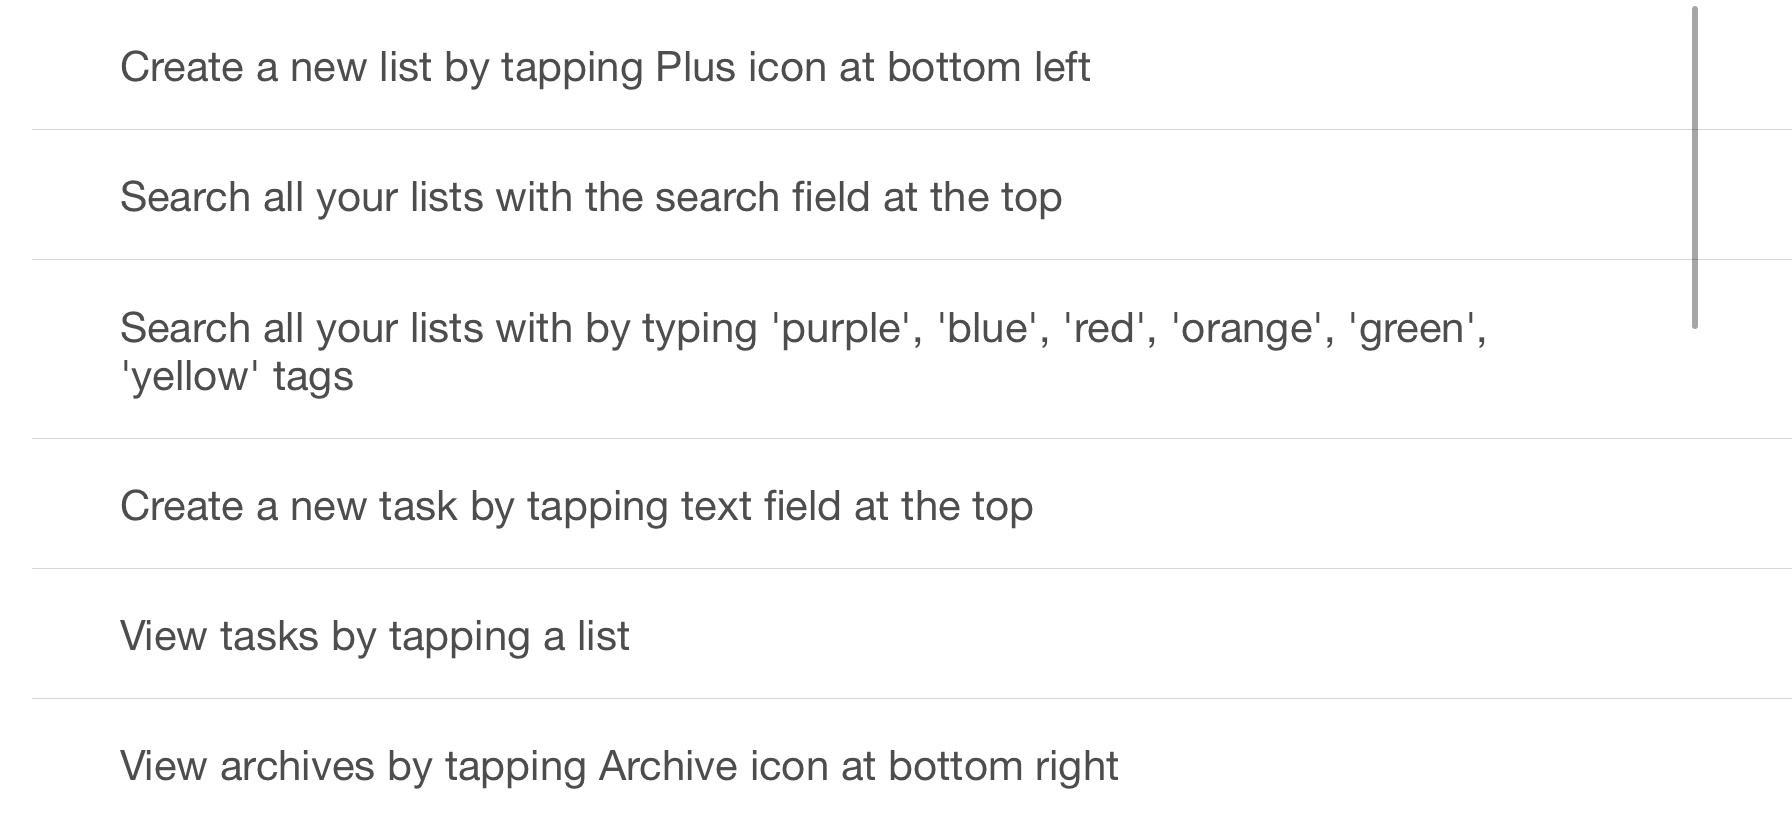 Create a new list by tapping Plus icon at bottom left
Search all your lists with the search field at the top
Search all your lists with by typing 'purple', 'blue', 'red', 'orange', 'green',
'yellow' tags
Create a new task by tapping text field at the top
View tasks by tapping a list
View archives by tapping Archive icon at bottom right